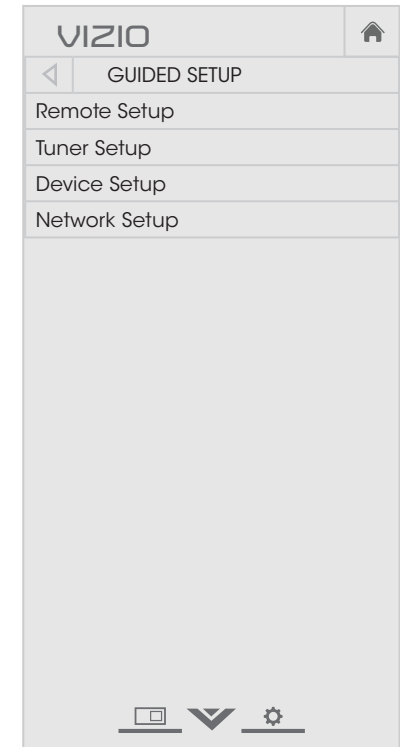 VIZIO
GUIDED SETUP
Remote Setup
Tuner Setup
Device Setup
Network Setup